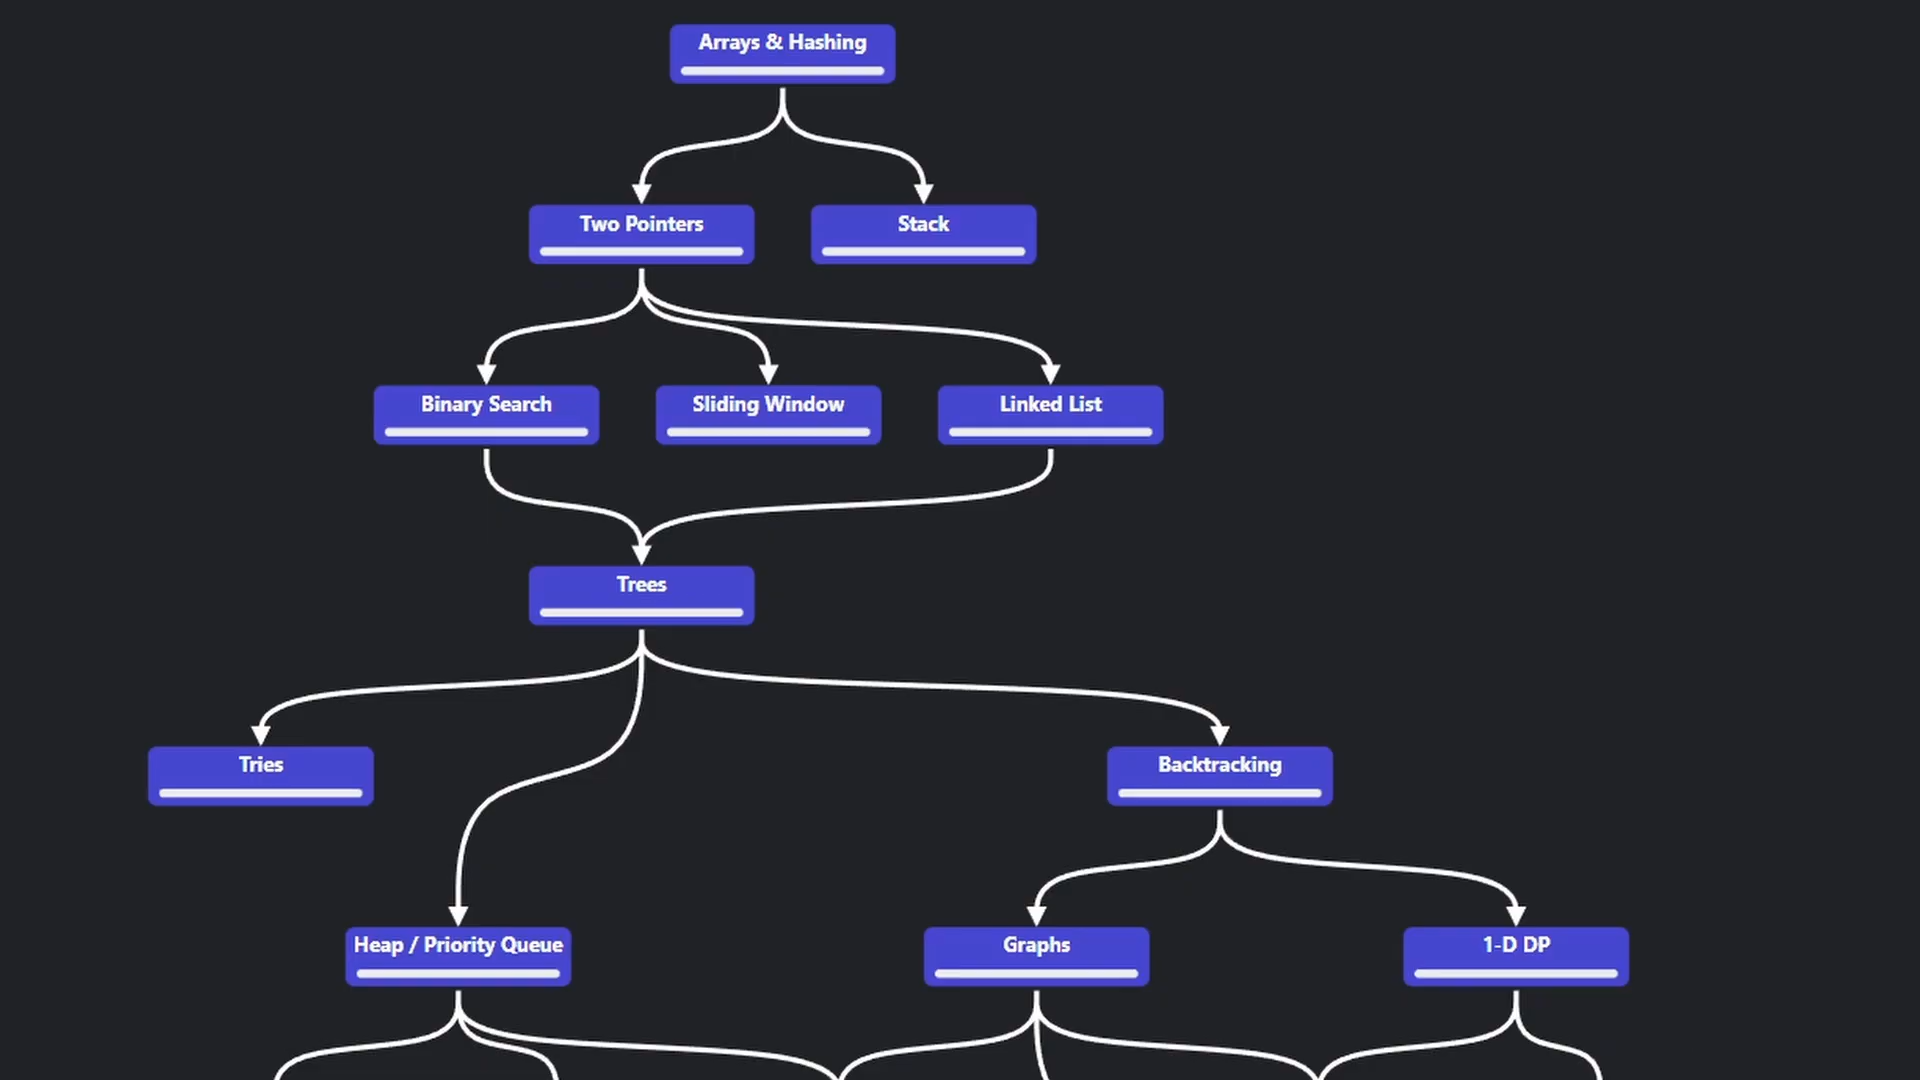 Arrays & Hashing
Two Pointers
Stack
Binary Search
Sliding Window
Linked List
Trees
Tries
Backtracking
Heap / Priority Queue
Graphs
1-D DP